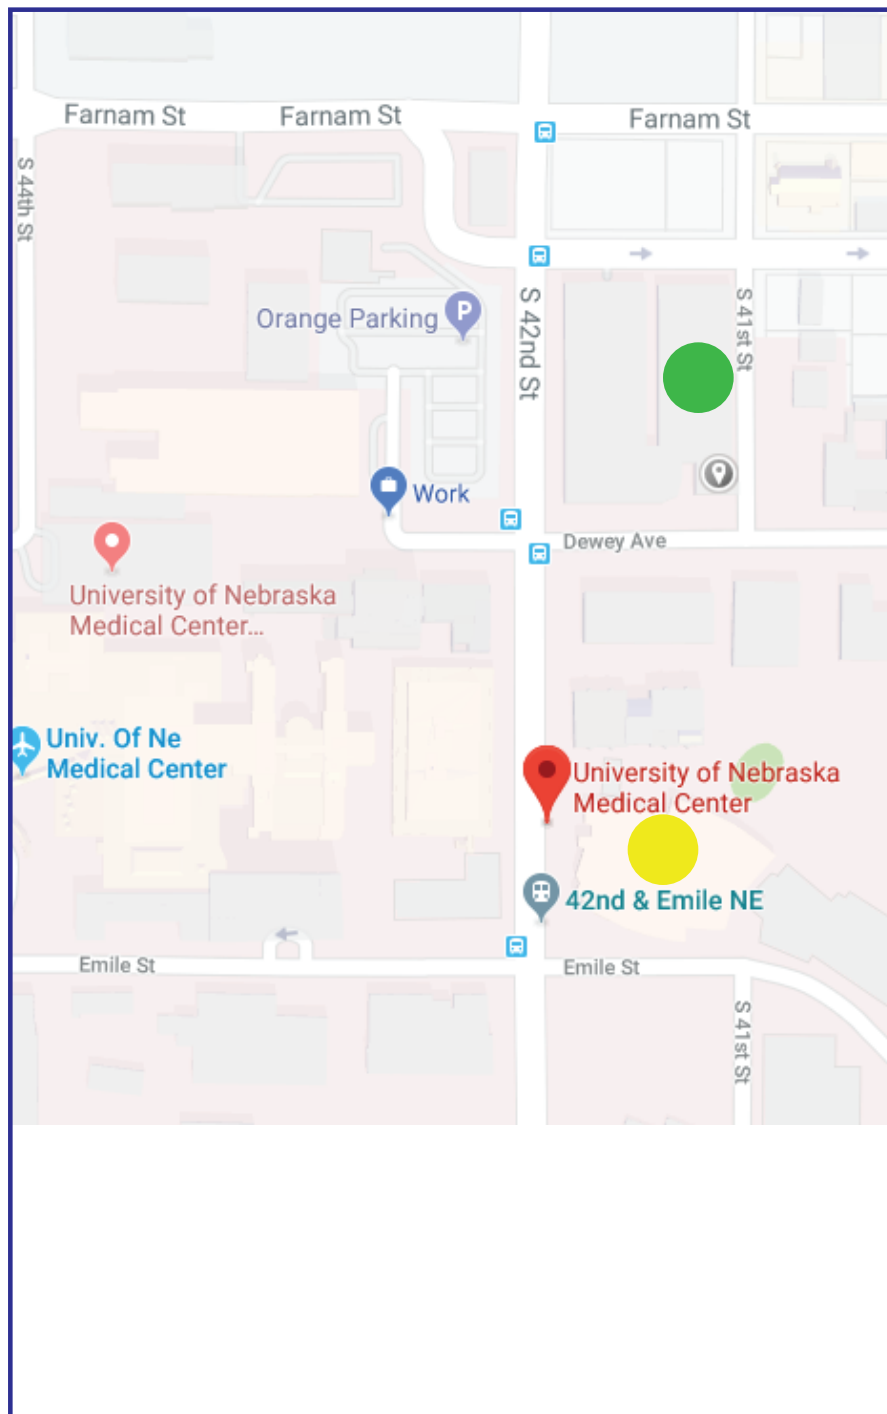 Farnam St
Farnam St
Farnam St
S 44th St
S 42nd St
S 41st St
Orange Parking
P
Work
Dewey Ave
University of Nebraska
Medical Center...
Univ. Of Ne
Medical Center
University of Nebraska
Medical Center
42nd & Emile NE
Emile St
Emile St
S 41st St